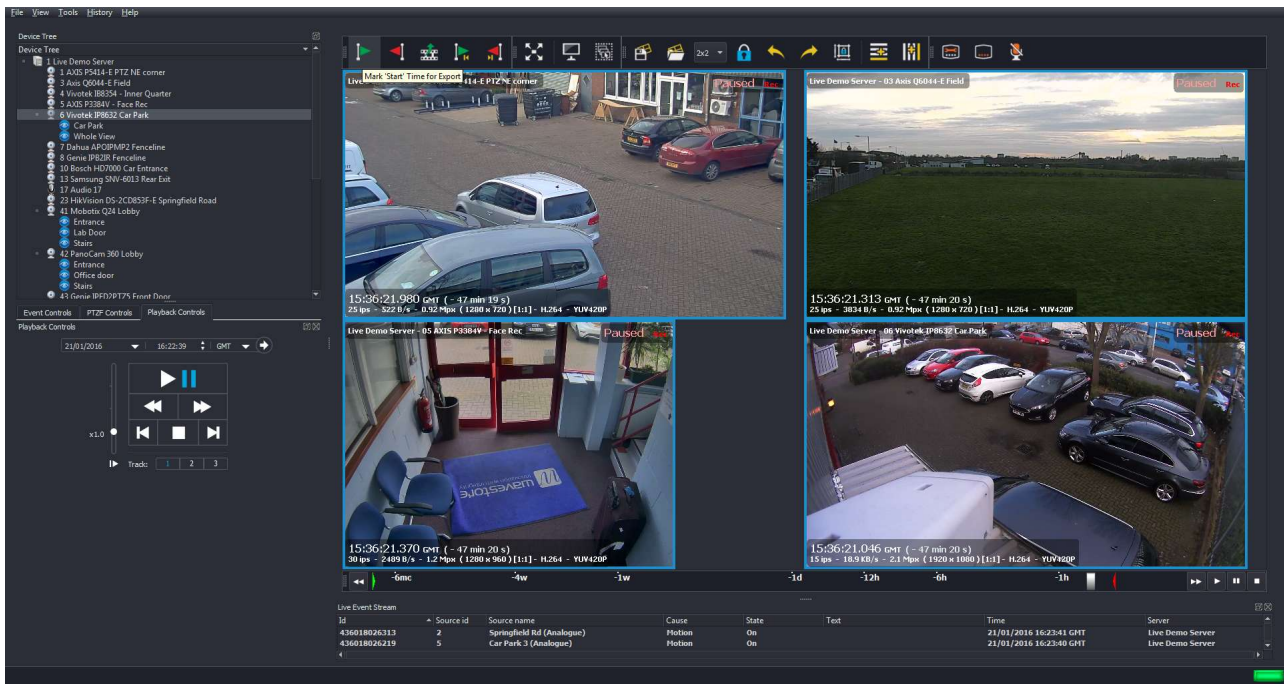 File View Tools History Help
Device Tree
Device Tree
1 Live Demo Server
1 AXIS P5414-E PTZ NE corner
3 Axis Q6044-E Field
4 Vivotek IB8354 - Inner Quarter
5 AXIS P3384V - Face Rec
6 Vivotek IP8632 Car Park
Car Park
Whole View
7 Dahua APOIPMP2 Fenceline
8 Genie IPB2IR Fenceline
10 Bosch HD7000 Car Entrance
13 Samsung SNV-6013 Rear Exit
17 Audio 17
23 HikVision DS-2CD853F-E Springfield Road
41 Mobotix Q24 Lobby
Entrance
Lab Door
Stairs
42 PanoCam 360 Lobby
Entrance
Office door
Stairs
43 Genie IPFD2PTZ5 Front Door
Event Controls PTZF Controls Playback Controls
Playback Controls
21/01/2016 16:22:39 GMT
x1.0
Track: 1 2 3
2x2
Mark 'Start' Time for Export
Live 414-E PTZ NE corner
Paused Rec
15:36:21.980 GMT ( - 47 min 19 s)
25 ips - 522 B/s - 0.92 Mpx ( 1280 x 720 ) [1:1] - H.264 - YUV420P
Live Demo Server - 03 Axis Q6044-E Field
Paused Rec
15:36:21.313 GMT ( - 47 min 20 s)
25 ips - 3834 B/s - 0.92 Mpx ( 1280 x 720 ) [1:1] - H.264 - YUV420P
Live Demo Server - 05 AXIS P3384V - Face Rec
Paused Rec
wavestore
15:36:21.370 GMT ( - 47 min 20 s)
30 ips - 2489 B/s - 1.2 Mpx ( 1280 x 960 ) [1:1] - H.264 - YUV420P
Live Demo Server - 06 Vivotek IP8632 Car Park
Paused Rec
15:36:21.046 GMT ( - 47 min 20 s)
15 ips - 18.9 KB/s - 2.1 Mpx ( 1920 x 1080 ) [1:1] - H.264 - YUV420P
-6mc -4w -1w -1d -12h -6h -1h
Live Event Stream
Id Source id Source name Cause State Text Time Server
436018026313 2 Springfield Rd (Analogue) Motion On 21/01/2016 16:23:41 GMT Live Demo Server
436018026219 5 Car Park 3 (Analogue) Motion On 21/01/2016 16:23:40 GMT Live Demo Server